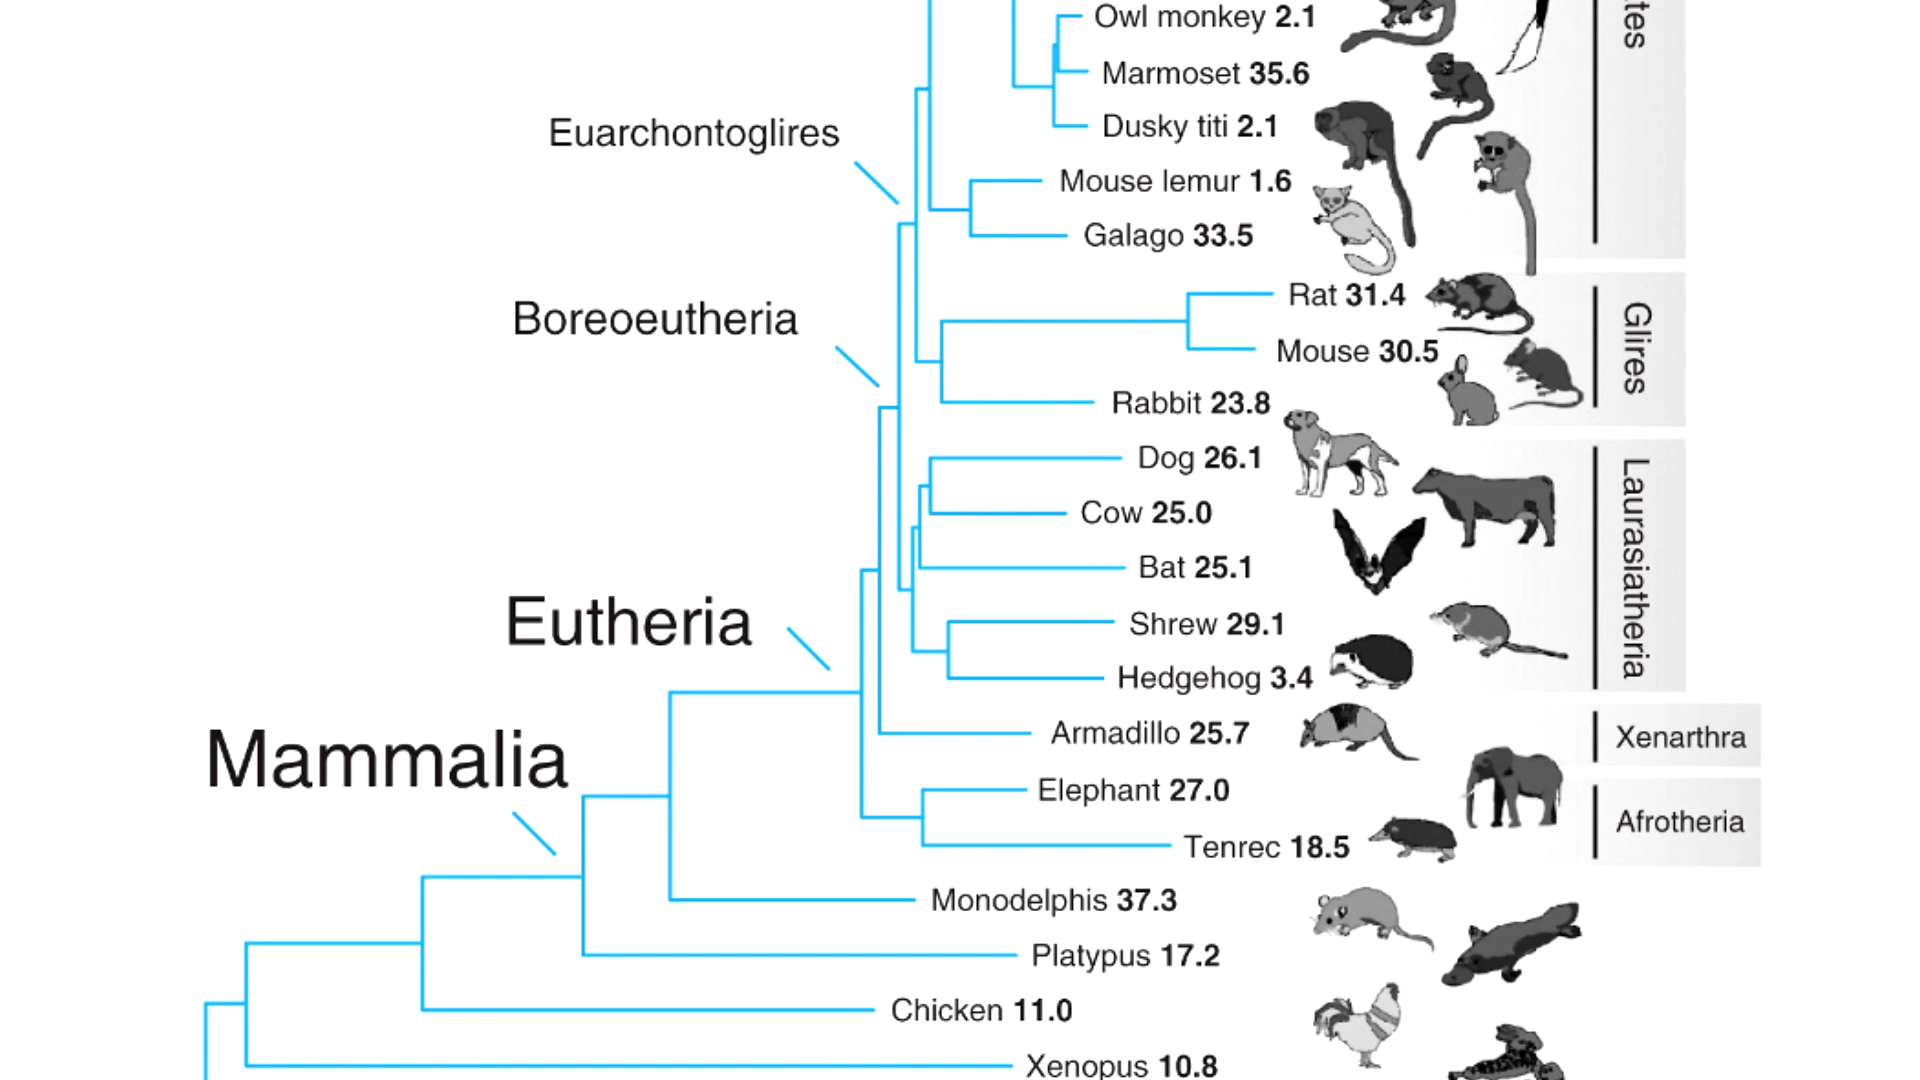 Owl monkey 2.1
Marmoset 35.6
Dusky titi 2.1
Euarchontoglires
Mouse lemur 1.6
Galago 33.5
Rat 31.4
Boreoeutheria
Mouse 30.5
Glires
Rabbit 23.8
Dog 26.1
Cow 25.0
Bat 25.1
Laurasiatheria
Eutheria
Shrew 29.1
Hedgehog 3.4
Armadillo 25.7
Xenarthra
Mammalia
Elephant 27.0
Afrotheria
Tenrec 18.5
Monodelphis 37.3
Platypus 17.2
Chicken 11.0
Xenopus 10.8